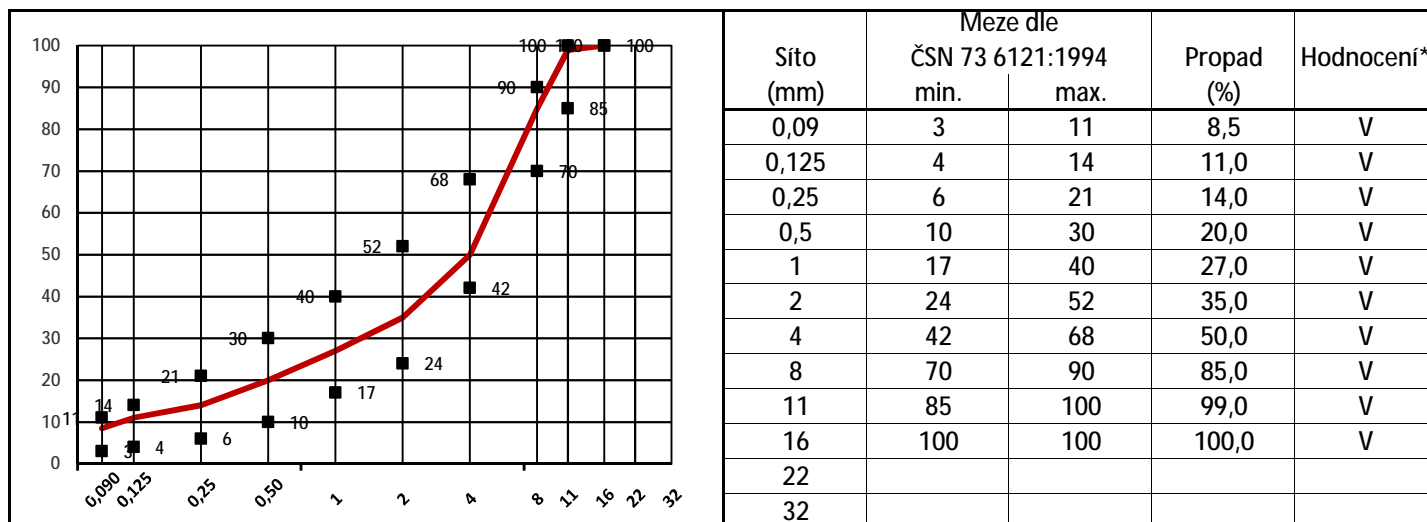 100 100 100 100
90 90
85
80
70 68 70
60
50 52
40 40 42
30 30
20 21 24
17
10 11 14 10
6
0 3 4
0,090 0,125 0,25 0,50 1 2 4 8 11 16 22 32
Meze dle
Síto ČSN 73 6121:1994 Propad Hodnocení*
(mm) min. max. (%)
0,09 3 11 8,5 V
0,125 4 14 11,0 V
0,25 6 21 14,0 V
0,5 10 30 20,0 V
1 17 40 27,0 V
2 24 52 35,0 V
4 42 68 50,0 V
8 70 90 85,0 V
11 85 100 99,0 V
16 100 100 100,0 V
22
32